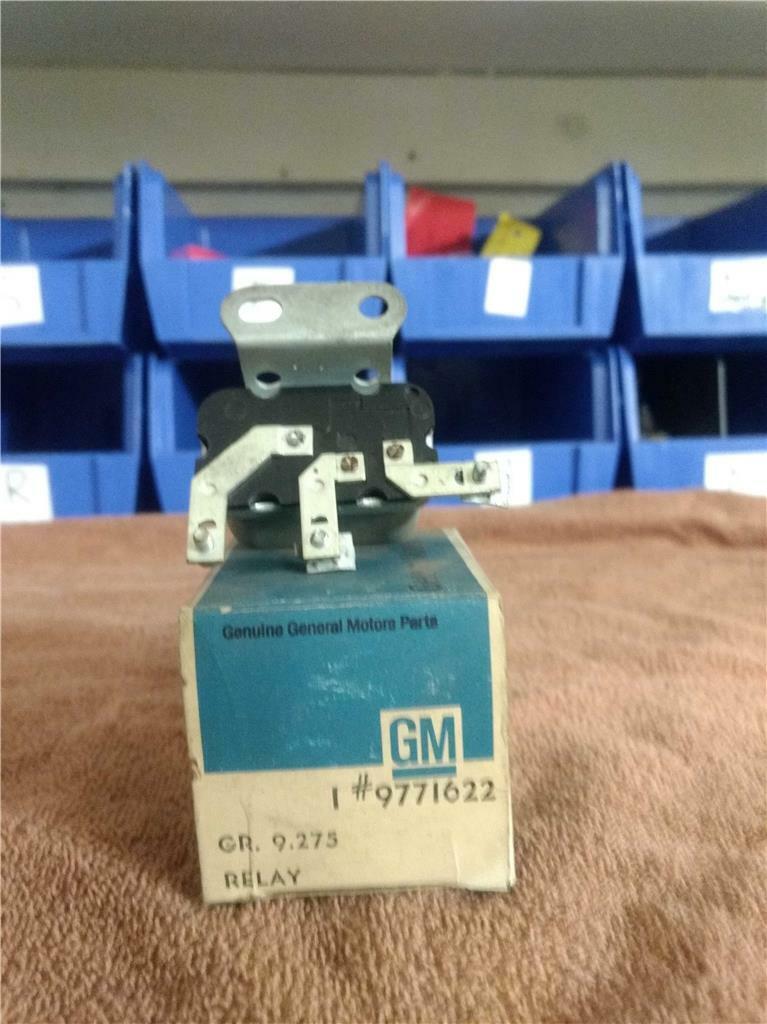 Genuine General Motors Parts
GM
1 #9771622
GR. 9.275
RELAY
R